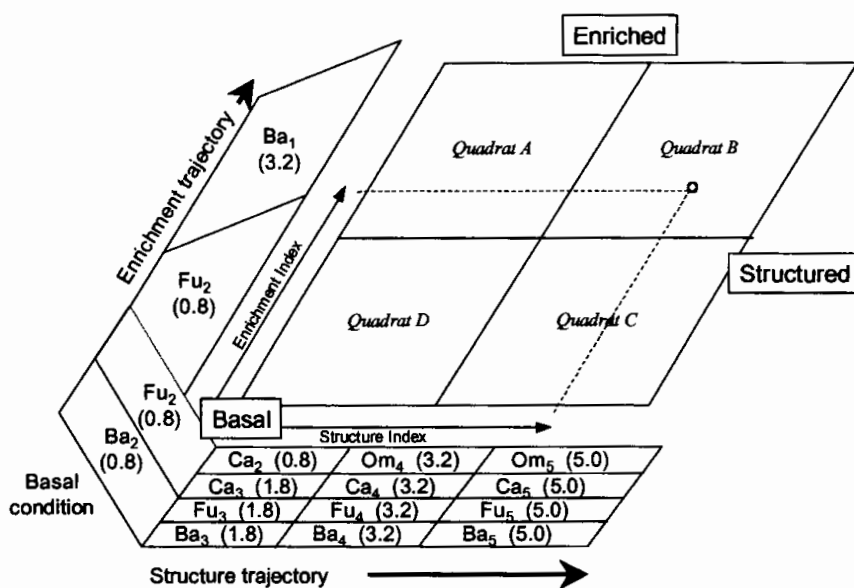 Enriched
Enrichment trajectory
Ba₁
(3.2)
Quadrat A
Quadrat B
Enrichment Index
Fu₂
(0.8)
Structured
Quadrat D
Quadrat C
Fu₂
(0.8)
Basal
Ba₂
(0.8)
Structure Index
Basal
condition
Ca₂ (0.8) Om₄ (3.2) Om₅ (5.0)
Ca₃ (1.8) Ca₄ (3.2) Ca₅ (5.0)
Fu₃ (1.8) Fu₄ (3.2) Fu₅ (5.0)
Ba₃ (1.8) Ba₄ (3.2) Ba₅ (5.0)
Structure trajectory